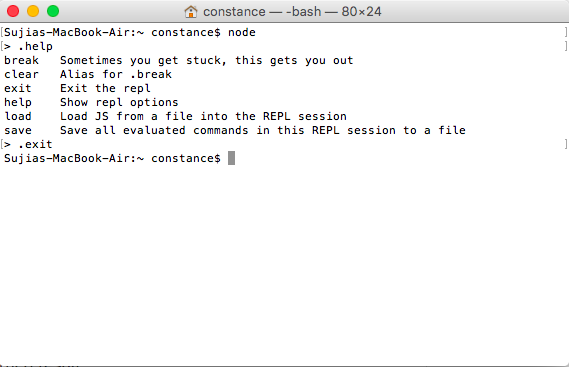 constance — -bash — 80×24
[Sujias-MacBook-Air:~ constance$ node ]
[> .help ]
break Sometimes you get stuck, this gets you out
clear Alias for .break
exit Exit the repl
help Show repl options
load Load JS from a file into the REPL session
save Save all evaluated commands in this REPL session to a file
[> .exit ]
Sujias-MacBook-Air:~ constance$